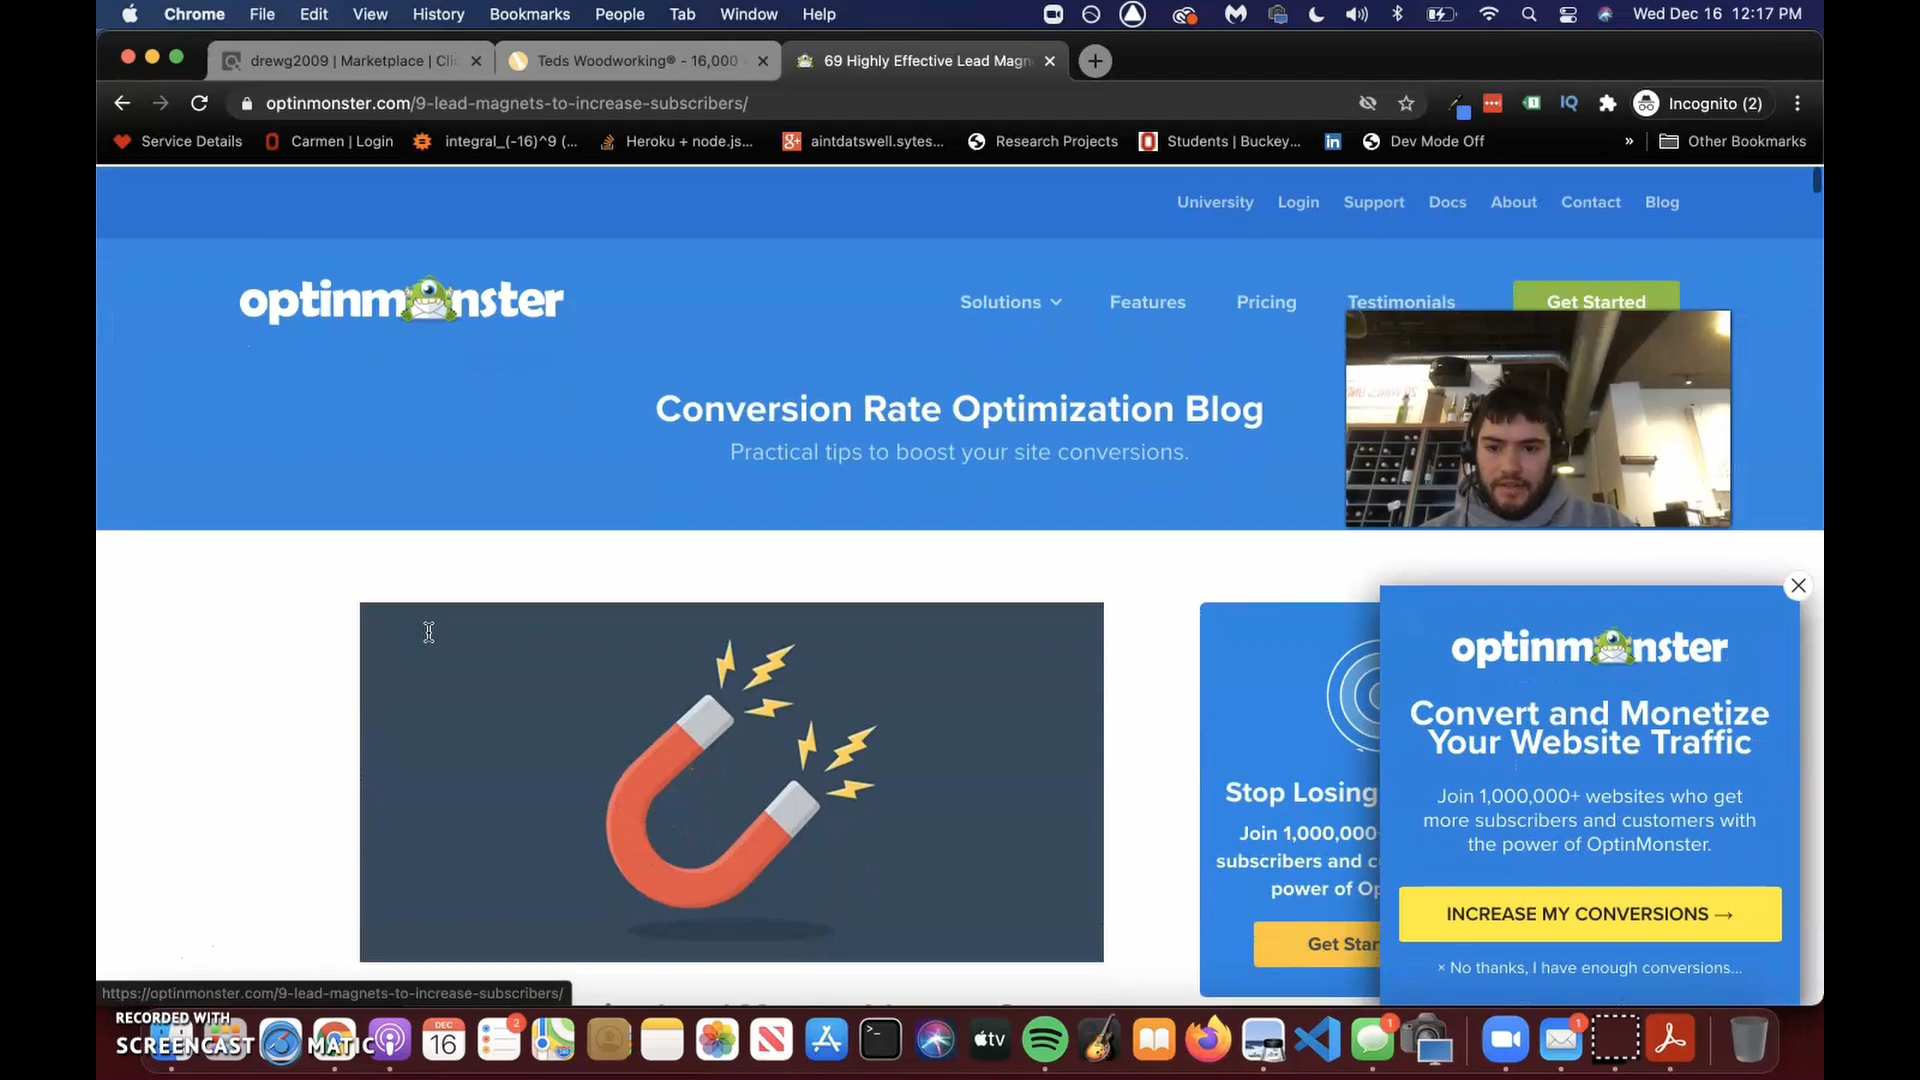 Chrome File Edit View History Bookmarks People Tab Window Help Wed Dec 16 12:17 PM
drewg2009 | Marketplace | Clic
Teds Woodworking® - 16,000
69 Highly Effective Lead Magn
optinmonster.com/9-lead-magnets-to-increase-subscribers/
Incognito (2)
Service Details
Carmen | Login
integral_(-16)^9 (...
Heroku + node.js...
aintdatswell.sytes...
Research Projects
Students | Buckey...
Dev Mode Off
»
Other Bookmarks
University Login Support Docs About Contact Blog
optinmonster
Solutions Features Pricing Testimonials Get Started
Conversion Rate Optimization Blog
Practical tips to boost your site conversions.
Stop Losing
Join 1,000,000+
subscribers and c
power of Op
Get Star
optinmonster
Convert and Monetize
Your Website Traffic
Join 1,000,000+ websites who get
more subscribers and customers with
the power of OptinMonster.
INCREASE MY CONVERSIONS →
× No thanks, I have enough conversions...
https://optinmonster.com/9-lead-magnets-to-increase-subscribers/
RECORDED WITH
SCREENCAST MATIC
DEC
16
2
tv
1
1